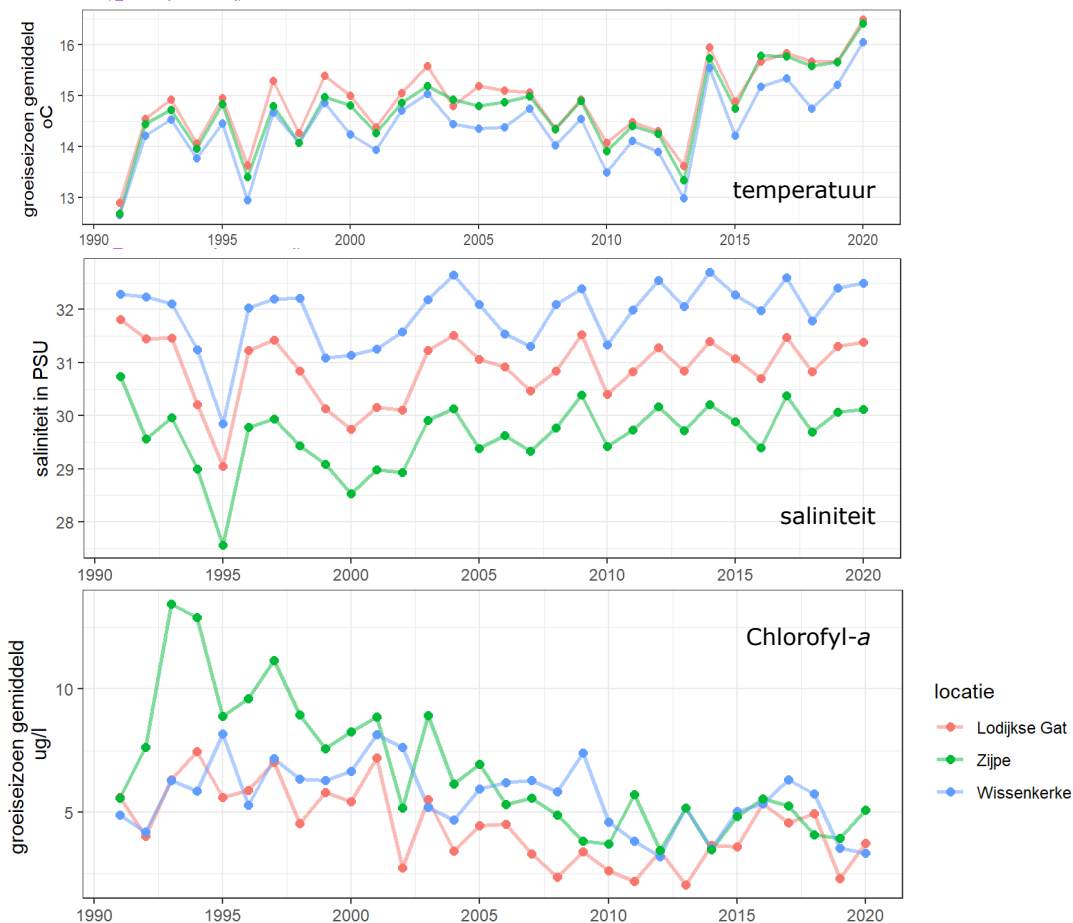 groeiseizoen gemiddeld
oC
16
15
14
13
temperatuur
1990 1995 2000 2005 2010 2015 2020
saliniteit in PSU
32
31
30
29
28
saliniteit
1990 1995 2000 2005 2010 2015 2020
groeiseizoen gemiddeld
ug/l
10
5
Chlorofyl-a
1990 1995 2000 2005 2010 2015 2020
locatie
Lodijkse Gat
Zijpe
Wissenkerke